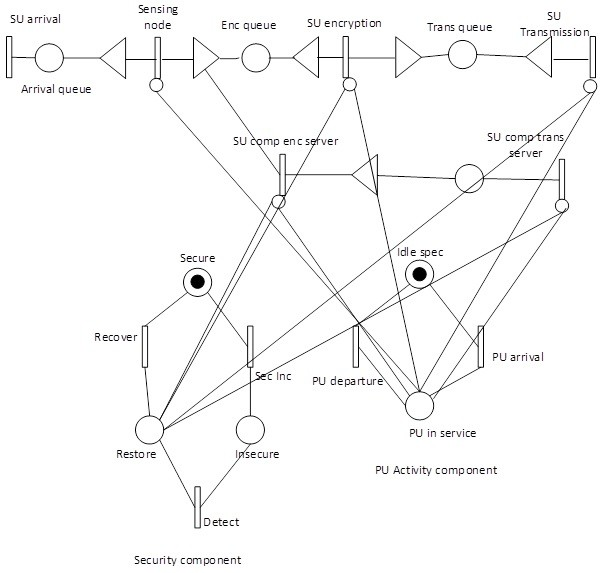 SU arrival
Sensing
node
Enc queue
SU encryption
Trans queue
SU
Transmission
Arrival queue
SU comp enc server
SU comp trans
server
Secure
Idle spec
Recover
Sec Inc
PU departure
PU arrival
Restore
Insecure
PU in service
PU Activity component
Detect
Security component